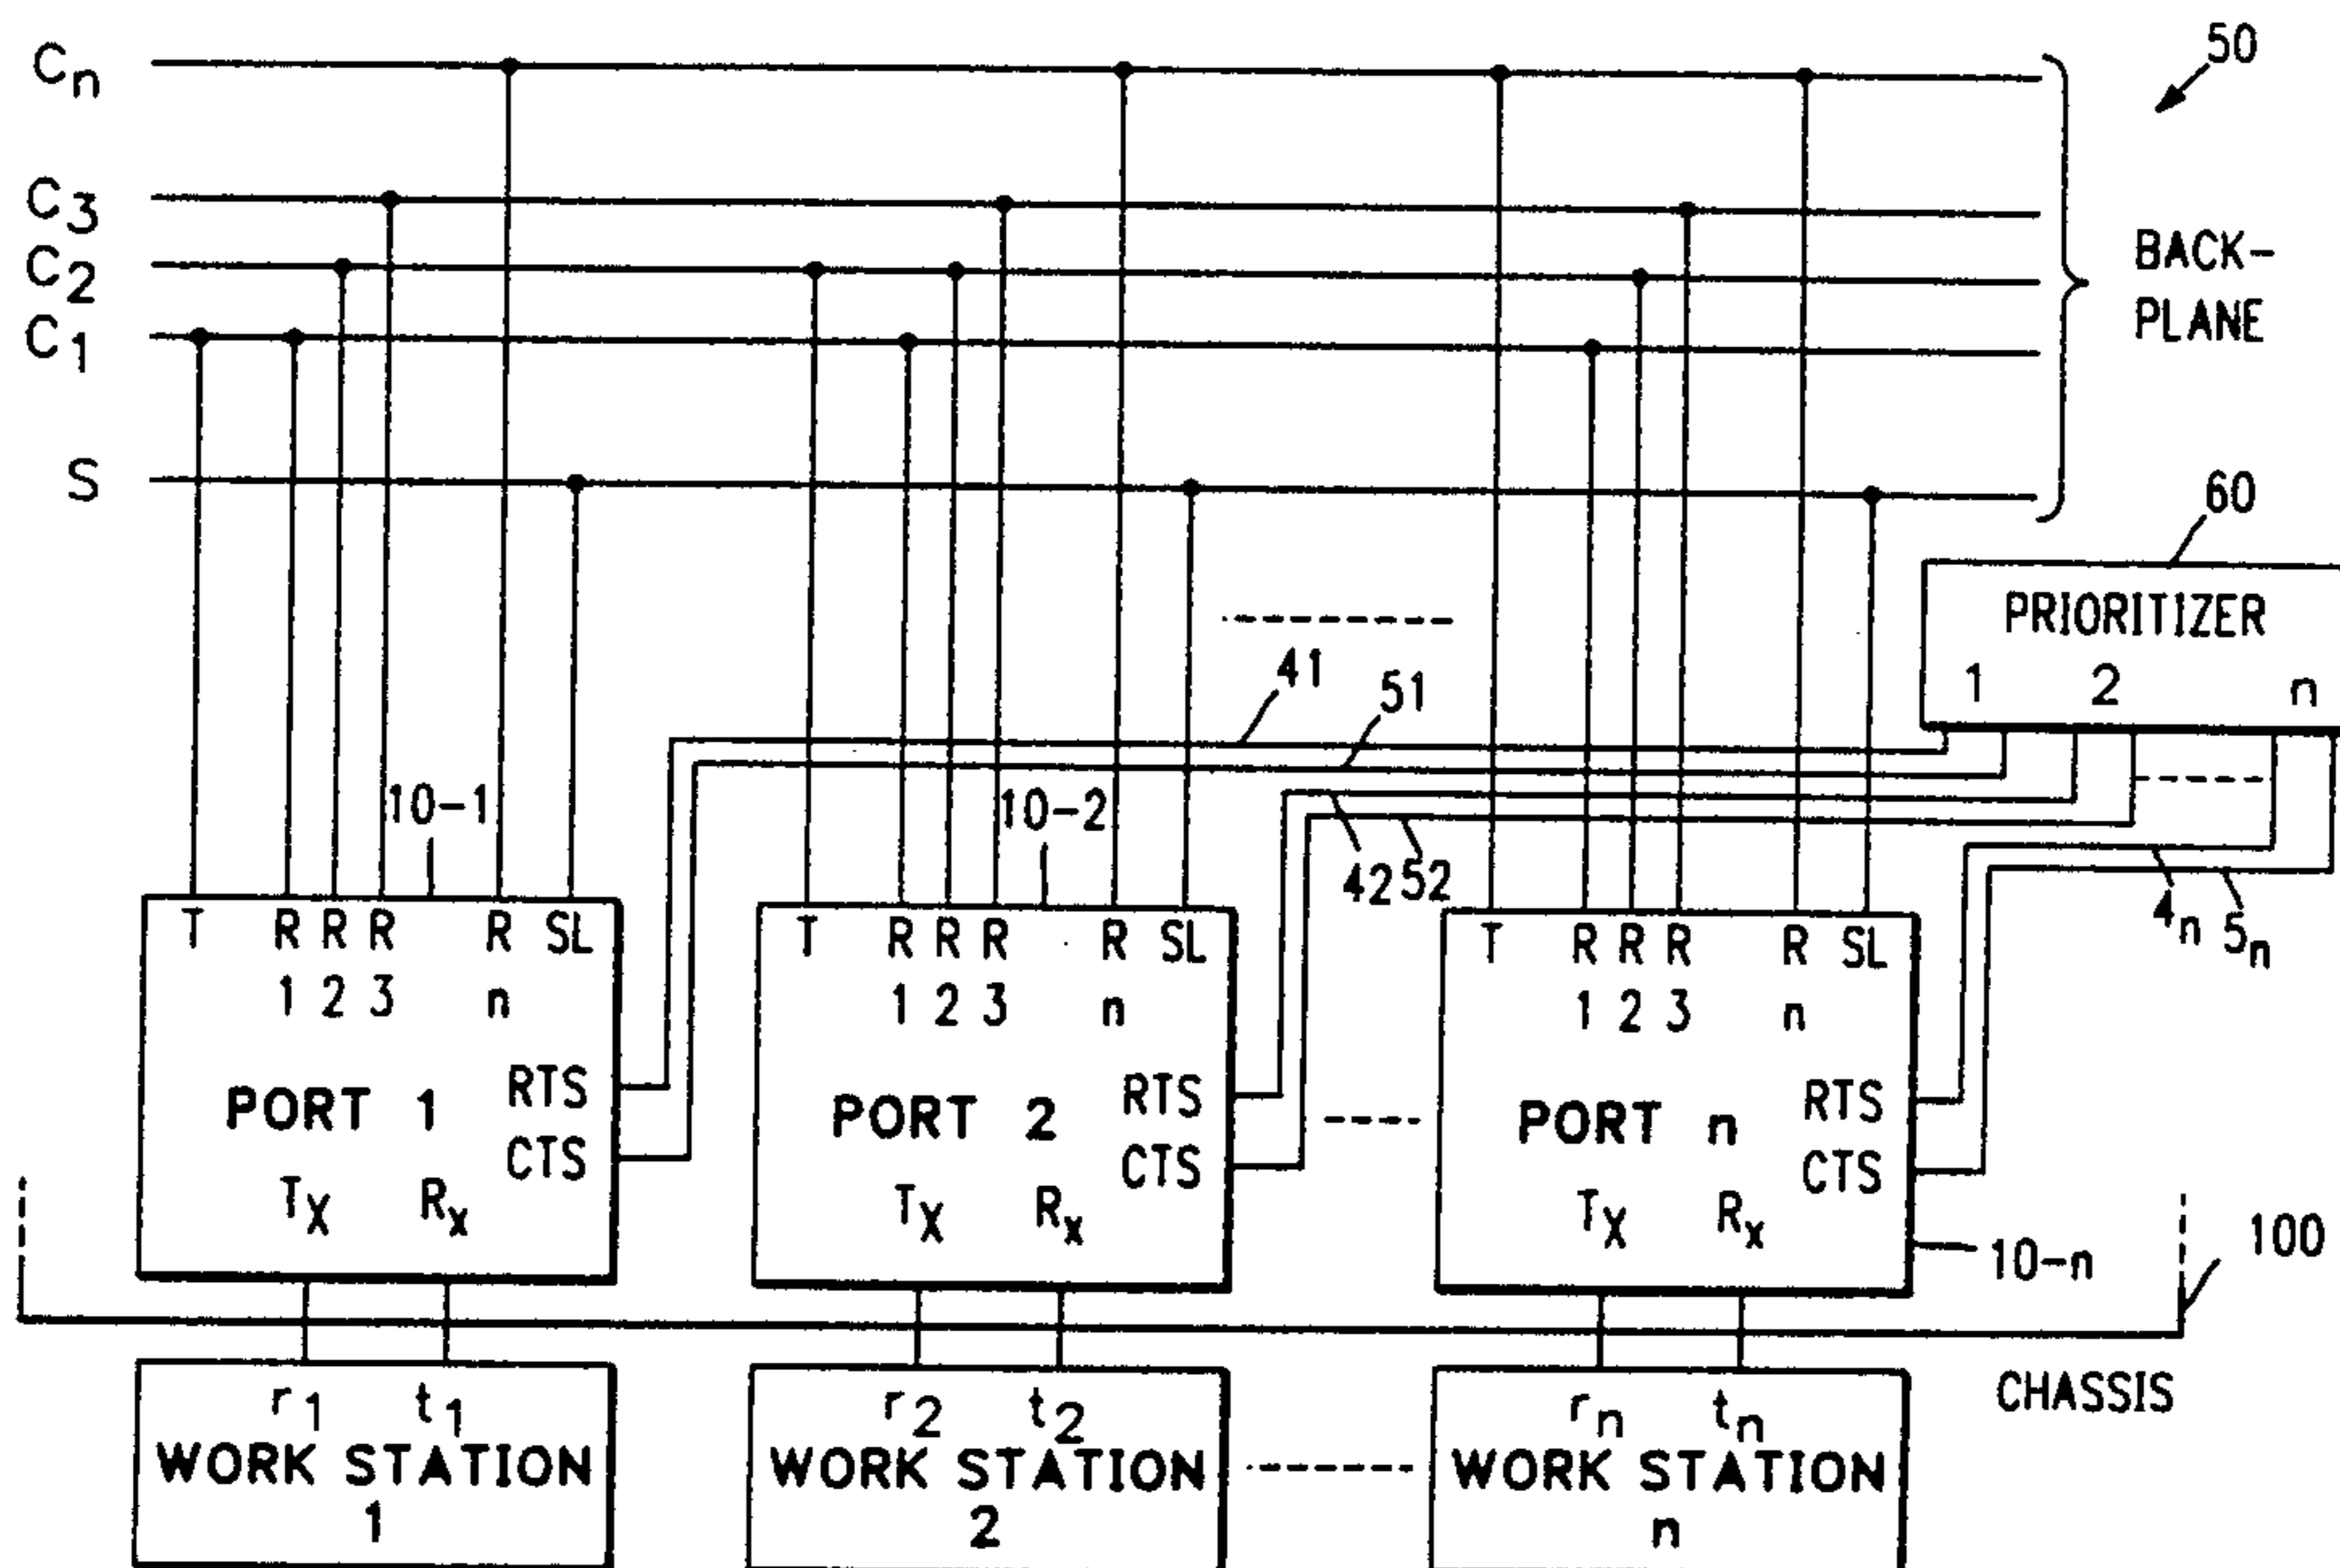 Cn
50
C3
C2
BACK-
PLANE
C1
S
60
PRIORITIZER
1 2 n
41
51
10-1
10-2
42 52
4n 5n
T R R R R SL
1 2 3 n
T R R R R SL
1 2 3 n
T R R R R SL
1 2 3 n
RTS
PORT 1
CTS
Tx Rx
RTS
PORT 2
CTS
Tx Rx
RTS
PORT n
CTS
Tx Rx
10-n
100
CHASSIS
r1 t1
WORK STATION
1
r2 t2
WORK STATION
2
rn tn
WORK STATION
n